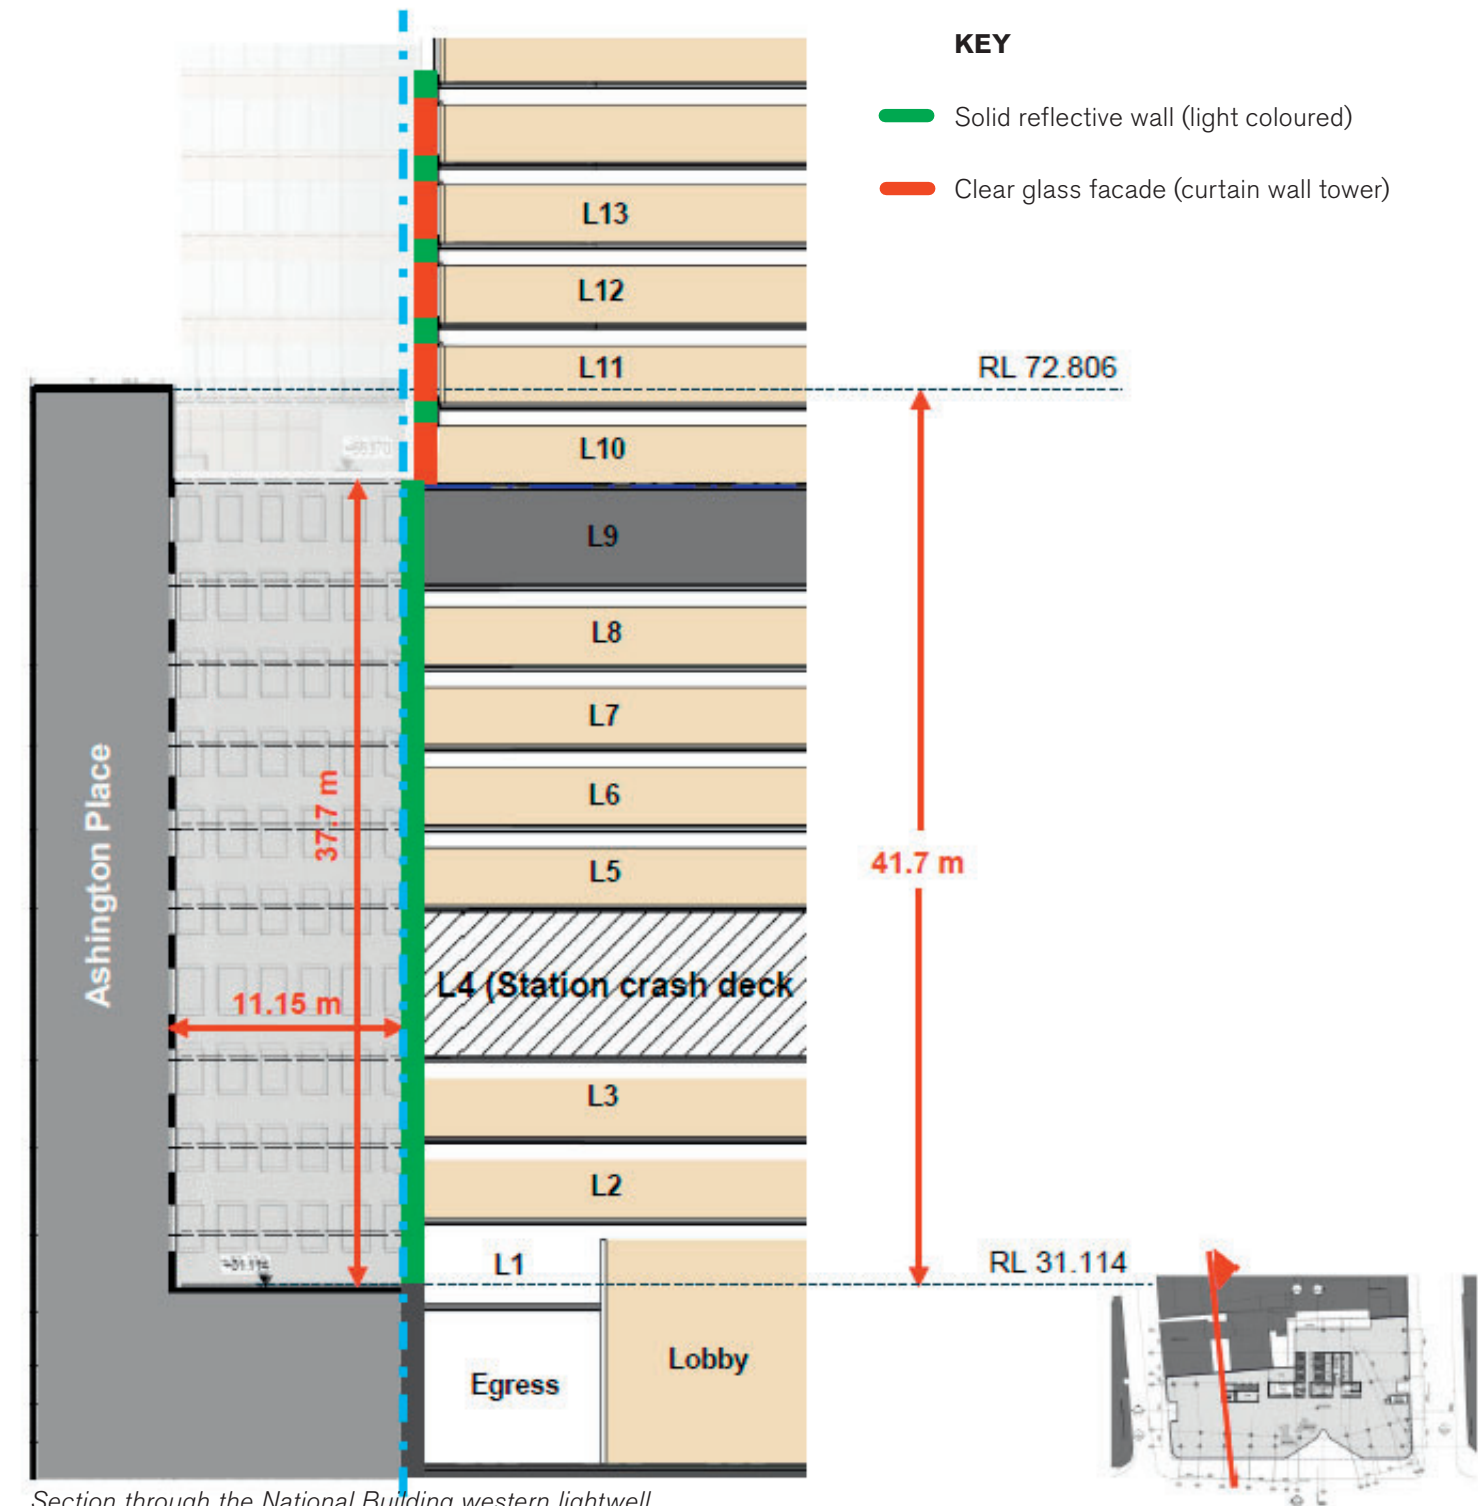 KEY
Solid reflective wall (light coloured)
Clear glass facade (curtain wall tower)
L13
L12
L11
RL 72.806
L10
L9
L8
L7
Ashington Place
37.7 m
L6
41.7 m
L5
L4 (Station crash deck
11.15 m
L3
L2
L1
RL 31.114
Lobby
Egress
Section through the National Building western lightwell